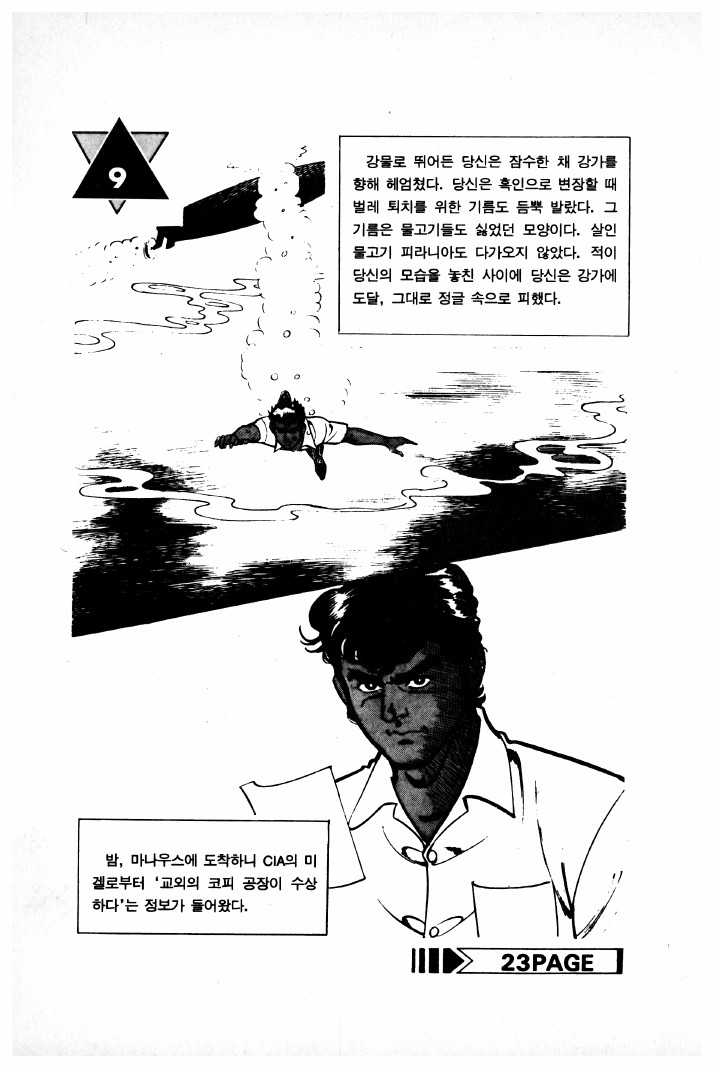 9
강물로 뛰어든 당신은 잠수한 채 강가를
향해 헤엄쳤다. 당신은 흑인으로 변장할 때
벌레 퇴치를 위한 기름도 듬뿍 발랐다. 그
기름은 물고기들도 싫었던 모양이다. 살인
물고기 피라니아도 다가오지 않았다. 적이
당신의 모습을 놓친 사이에 당신은 강가에
도달, 그대로 정글 속으로 피했다.
밤, 마나우스에 도착하니 CIA의 미
겔로부터 '교외의 코피 공장이 수상
하다'는 정보가 들어왔다.
23PAGE